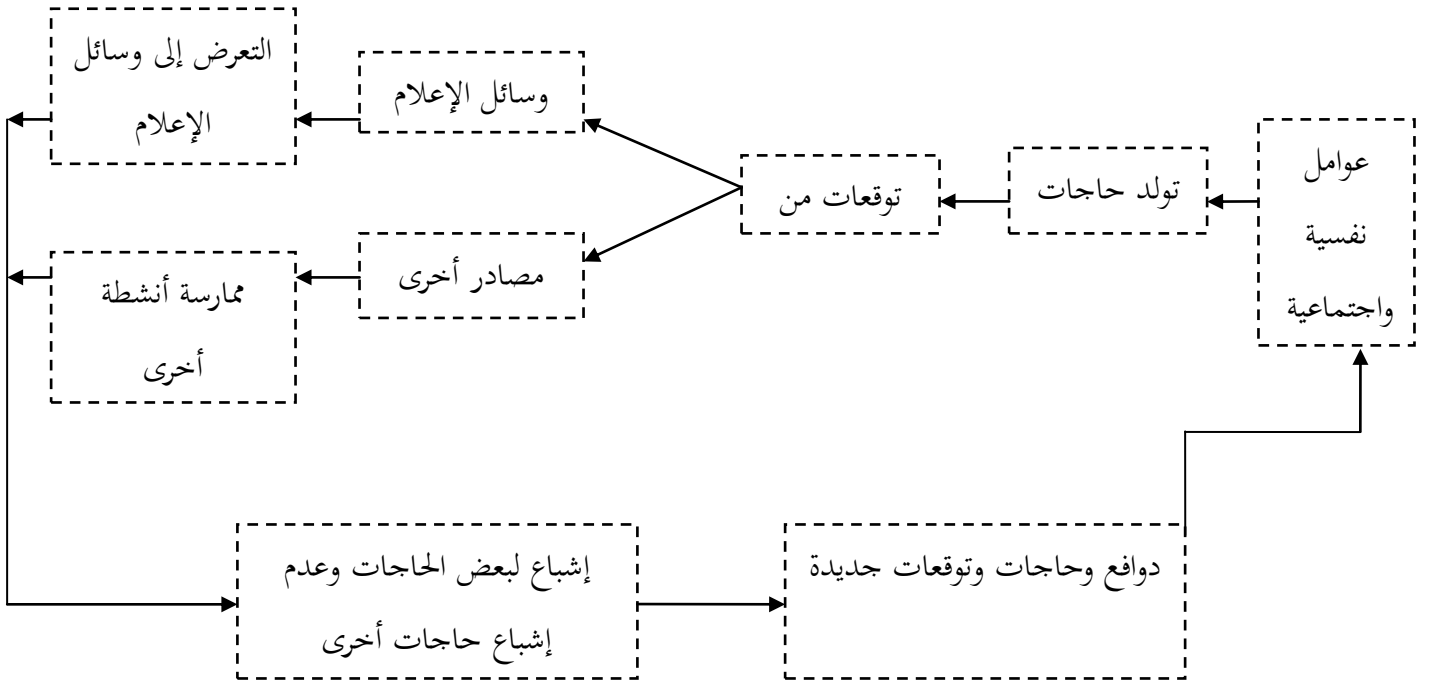 عوامل
نفسية
واجتماعية
تولد حاجات
توقعات من
وسائل الإعلام
مصادر أخرى
التعرض إلى وسائل
الإعلام
ممارسة أنشطة
أخرى
إشباع لبعض الحاجات وعدم
إشباع حاجات أخرى
دوافع وحاجات وتوقعات جديدة